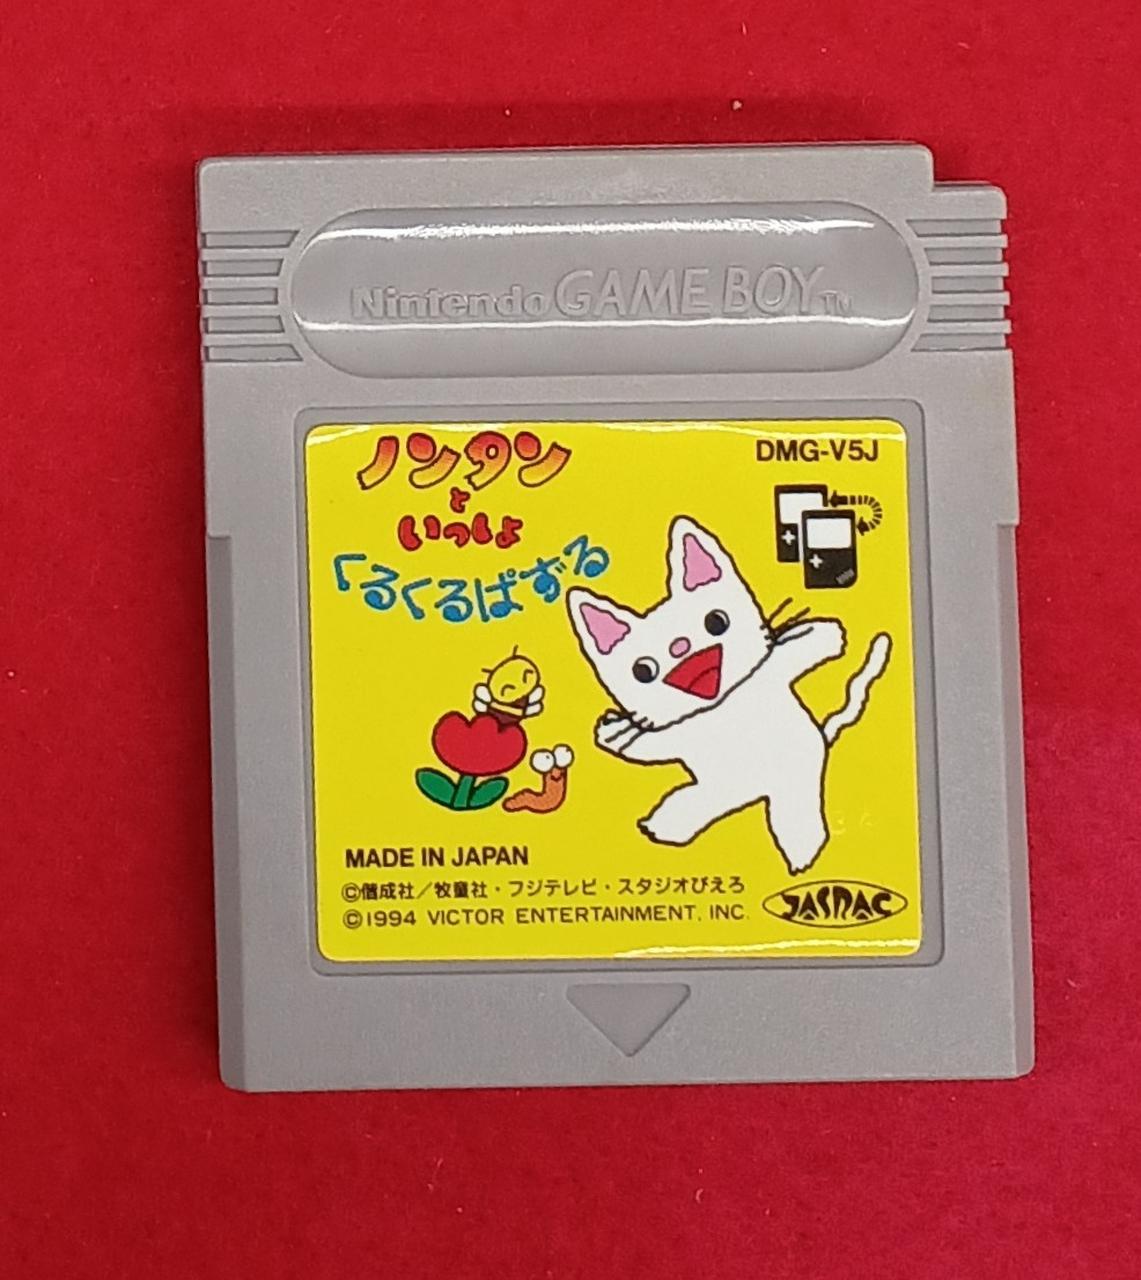 Nintendo GAME BOY TM
DMG-V5J
ノンタン
と
いっしょ
くるくるぱずる
MADE IN JAPAN
©偕成社／牧童社・フジテレビ・スタジオぴえろ
©1994 VICTOR ENTERTAINMENT, INC.
JASRAC